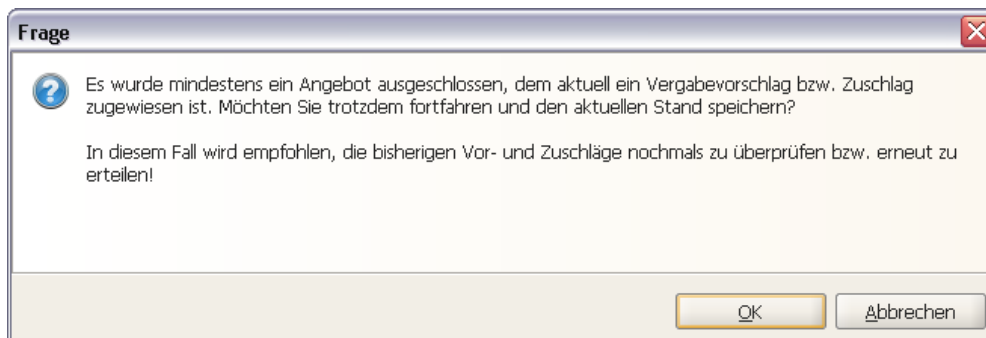 Frage
Es wurde mindestens ein Angebot ausgeschlossen, dem aktuell ein Vergabevorschlag bzw. Zuschlag
zugewiesen ist. Möchten Sie trotzdem fortfahren und den aktuellen Stand speichern?
In diesem Fall wird empfohlen, die bisherigen Vor- und Zuschläge nochmals zu überprüfen bzw. erneut zu
erteilen!
OK
Abbrechen